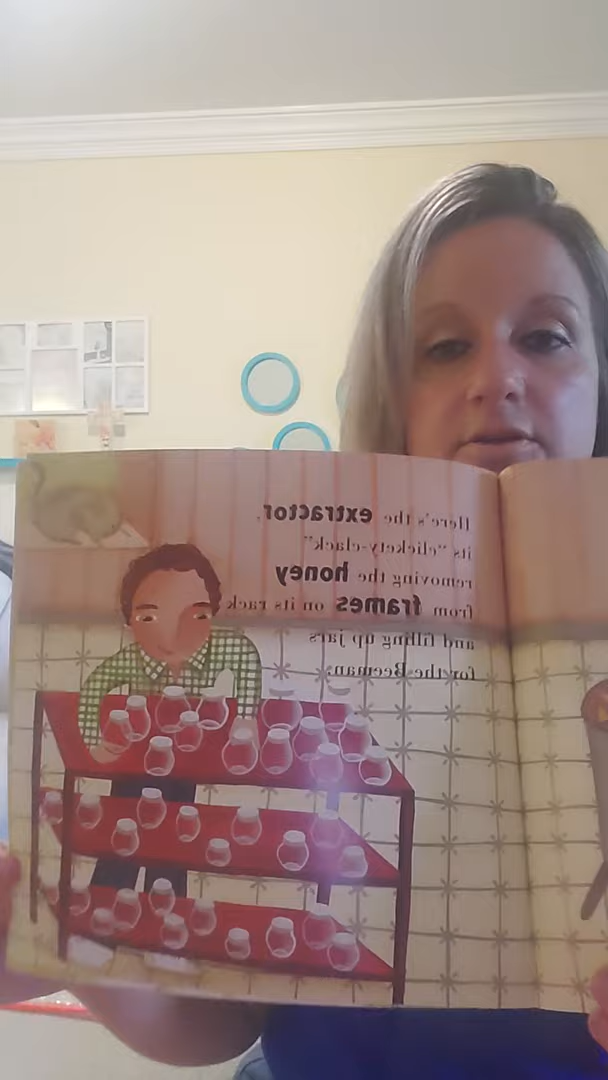 Here's the extractor,
its "clickety-clack"
removing the honey
from frames on its rack
and filling up jars
for the Beeman.